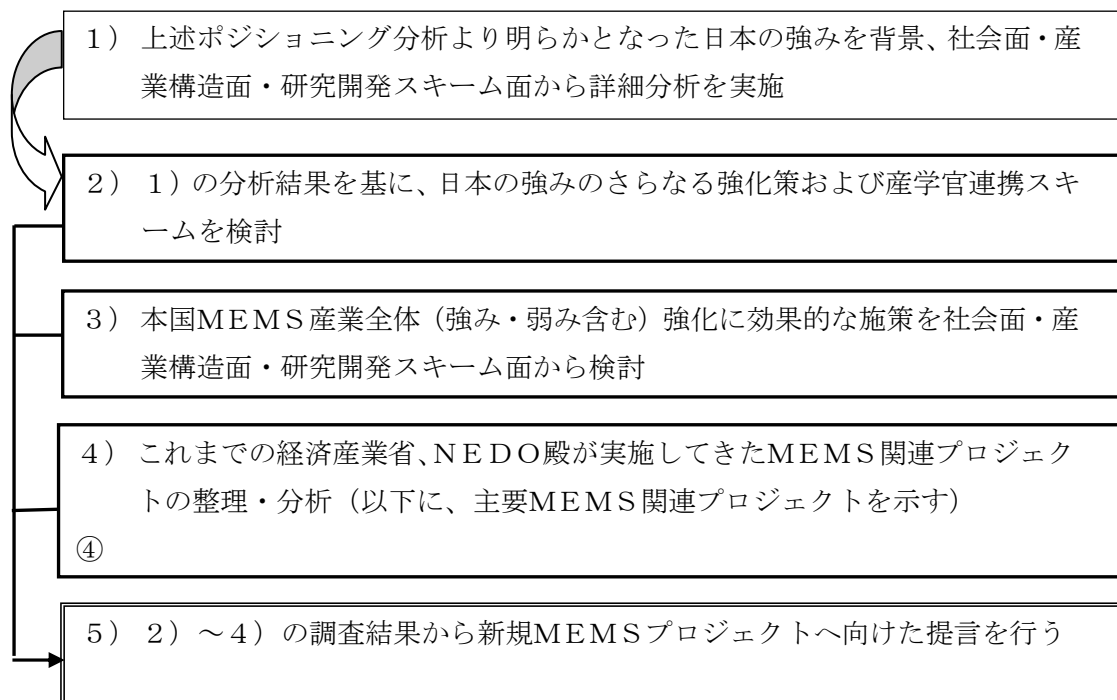 １） 上述ポジショニング分析より明らかとなった日本の強みを背景、社会面・産
業構造面・研究開発スキーム面から詳細分析を実施
２） １）の分析結果を基に、日本の強みのさらなる強化策および産学官連携スキ
ームを検討
３） 本国ＭＥＭＳ産業全体（強み・弱み含む）強化に効果的な施策を社会面・産
業構造面・研究開発スキーム面から検討
４） これまでの経済産業省、ＮＥＤＯ殿が実施してきたＭＥＭＳ関連プロジェク
トの整理・分析（以下に、主要ＭＥＭＳ関連プロジェクトを示す）
④
５） ２）～４）の調査結果から新規ＭＥＭＳプロジェクトへ向けた提言を行う